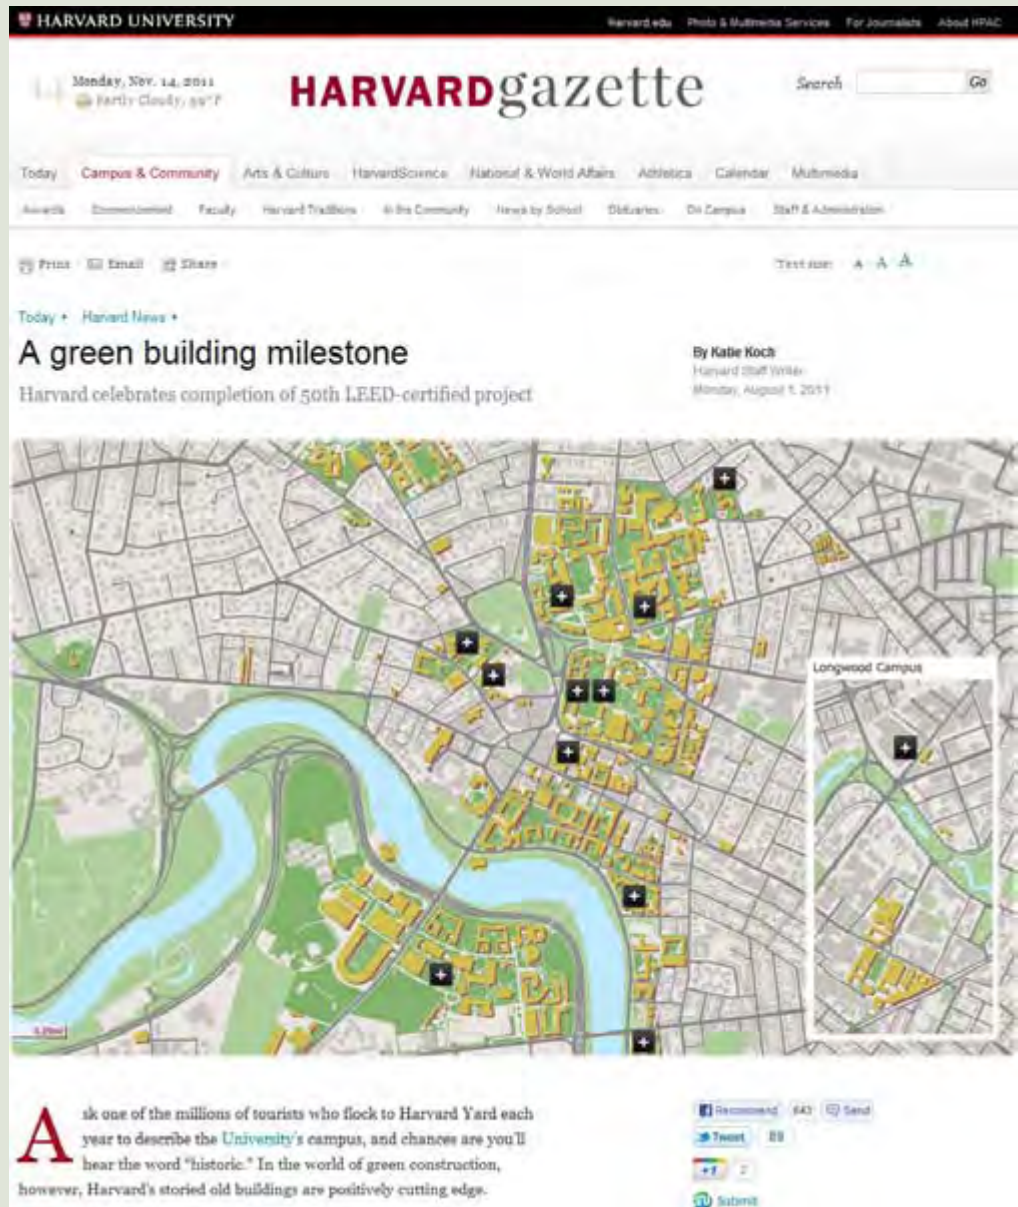 HARVARD UNIVERSITY
Harvard.edu Photo & Multimedia Services For Journalists About HPAC
Monday, Nov. 14, 2011
Partly Cloudy, 59°F
HARVARDgazette
Search Go
Today Campus & Community Arts & Culture HarvardScience National & World Affairs Athletics Calendar Multimedia
Awards Commencement Faculty Harvard Traditions In the Community News by School Obituaries On Campus Staff & Administration
Print Email Share
Text size: A A A
Today Harvard News
A green building milestone
Harvard celebrates completion of 50th LEED-certified project
By Katie Koch
Harvard Staff Writer
Monday, August 1, 2011
Longwood Campus
Ask one of the millions of tourists who flock to Harvard Yard each
year to describe the University's campus, and chances are you'll
hear the word "historic." In the world of green construction,
however, Harvard's storied old buildings are positively cutting edge.
Recommend 643 Send
Tweet 89
+1 2
Submit